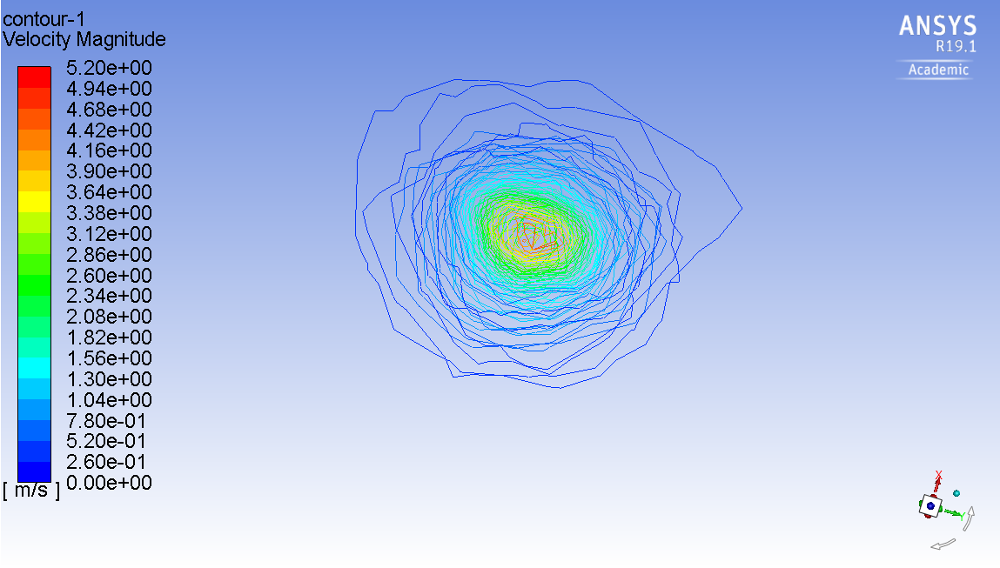 contour-1
Velocity Magnitude
ANSYS
R19.1
Academic
5.20e+00
4.94e+00
4.68e+00
4.42e+00
4.16e+00
3.90e+00
3.64e+00
3.38e+00
3.12e+00
2.86e+00
2.60e+00
2.34e+00
2.08e+00
1.82e+00
1.56e+00
1.30e+00
1.04e+00
7.80e-01
5.20e-01
2.60e-01
0.00e+00
[ m/s ]
X
Y